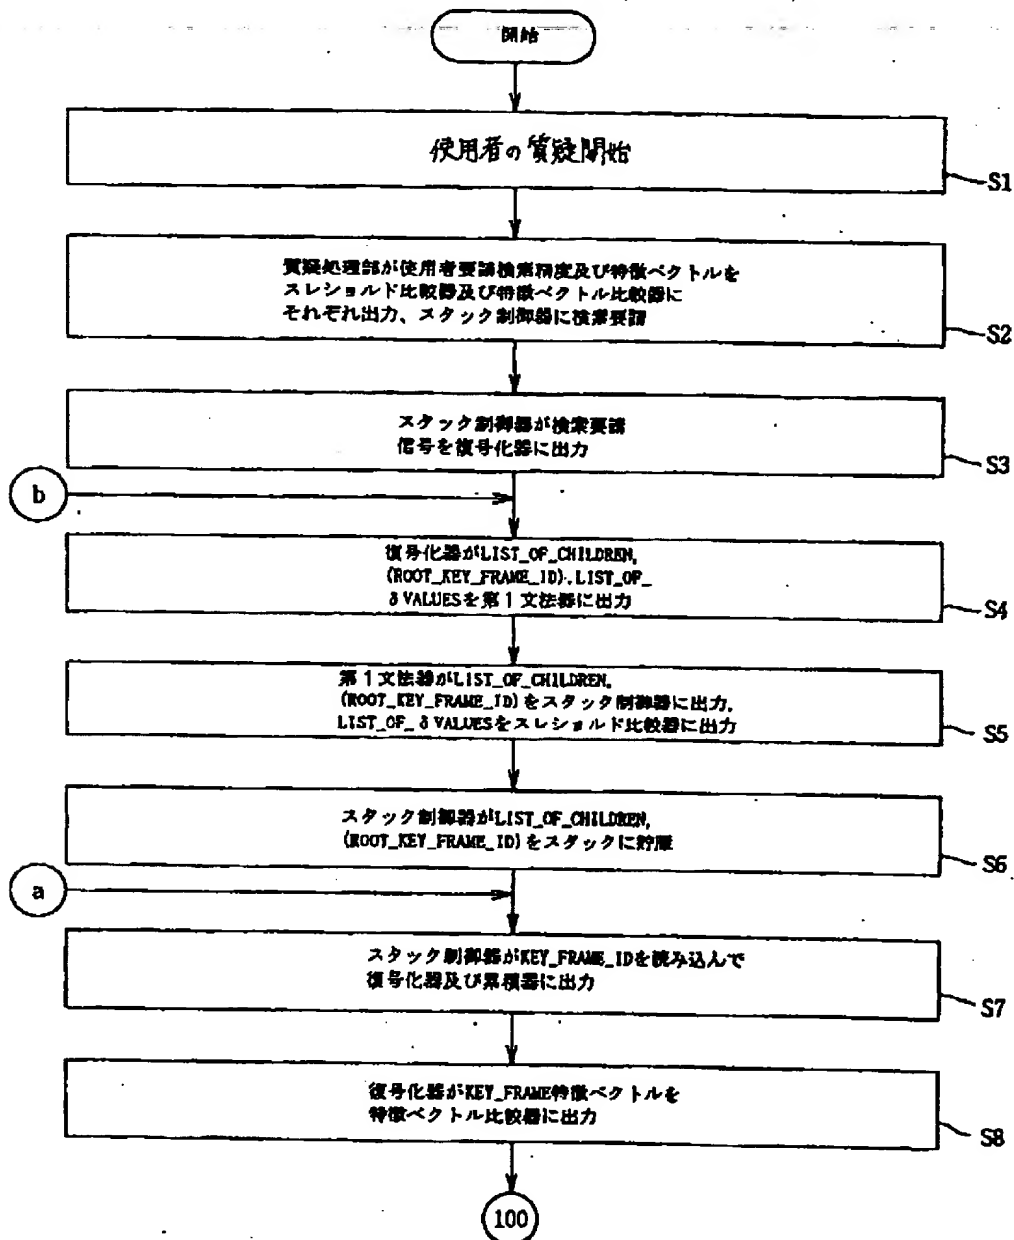 開始
使用者の質疑開始
S1
質疑処理部が使用者要請検索精度及び特徴ベクトルを
スレショルド比較器及び特徴ベクトル比較器に
それぞれ出力、スタック制御器に検索要請
S2
スタック制御器が検索要請
信号を復号化器に出力
S3
b
復号化器がLIST_OF_CHILDREN,
(ROOT_KEY_FRAME_ID).LIST_OF_
δVALUESを第1文法器に出力
S4
第1文法器がLIST_OF_CHILDREN,
(ROOT_KEY_FRAME_ID)をスタック制御器に出力,
LIST_OF_δVALUESをスレショルド比較器に出力
S5
スタック制御器がLIST_OF_CHILDREN,
(ROOT_KEY_FRAME_ID)をスタックに貯蔵
S6
a
スタック制御器がKEY_FRAME_IDを読み込んで
復号化器及び累積器に出力
S7
復号化器がKEY_FRAME特徴ベクトルを
特徴ベクトル比較器に出力
S8
100